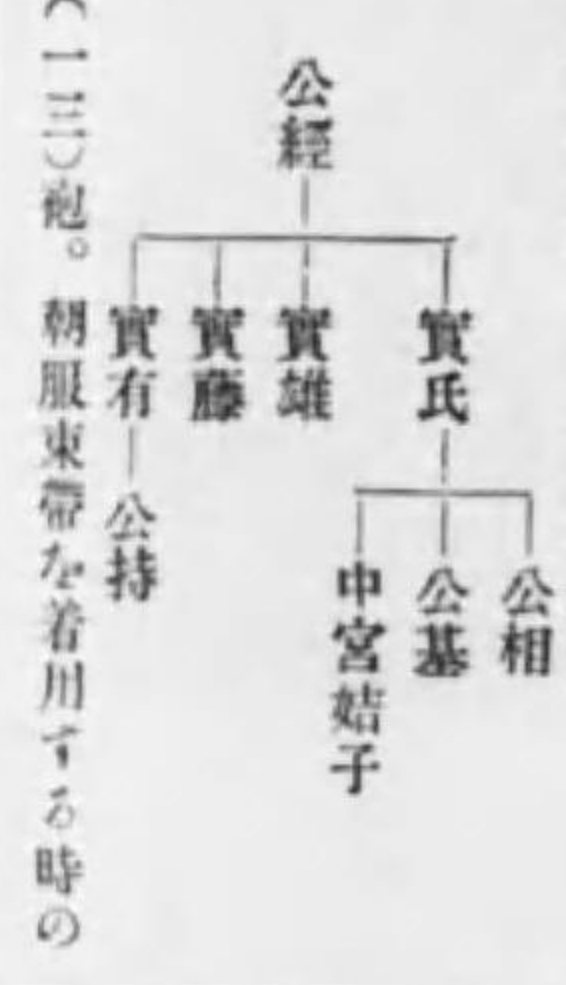 公經
實氏
實雄
實藤
實有
公相
公基
中宮姞子
公持
(一三)袍。朝服束帶を着用する時の